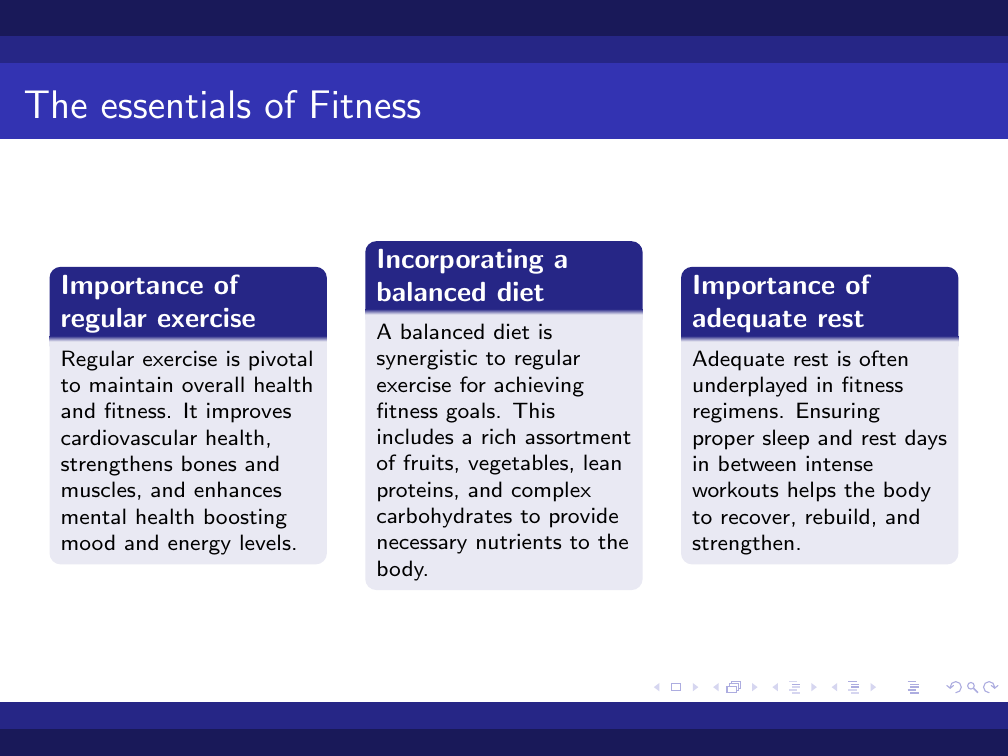 The essentials of Fitness
Importance of
regular exercise
Regular exercise is pivotal
to maintain overall health
and fitness. It improves
cardiovascular health,
strengthens bones and
muscles, and enhances
mental health boosting
mood and energy levels.
Incorporating a
balanced diet
A balanced diet is
synergistic to regular
exercise for achieving
fitness goals. This
includes a rich assortment
of fruits, vegetables, lean
proteins, and complex
carbohydrates to provide
necessary nutrients to the
body.
Importance of
adequate rest
Adequate rest is often
underplayed in fitness
regimens. Ensuring
proper sleep and rest days
in between intense
workouts helps the body
to recover, rebuild, and
strengthen.